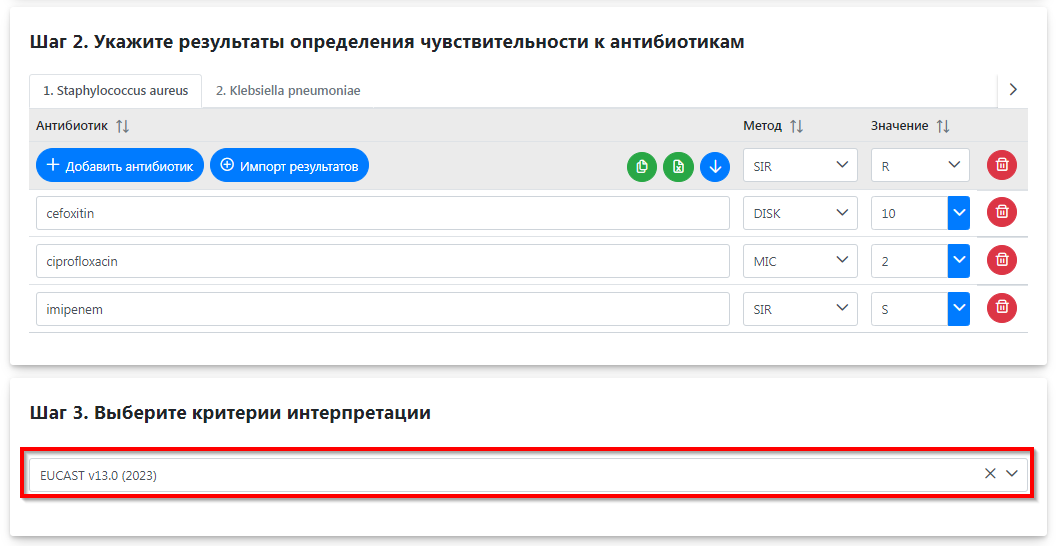 Шаг 2. Укажите результаты определения чувствительности к антибиотикам
1. Staphylococcus aureus 2. Klebsiella pneumoniae
Антибиотик Метод Значение
Добавить антибиотик Импорт результатов SIR R
cefoxitin DISK 10
ciprofloxacin MIC 2
imipenem SIR S
Шаг 3. Выберите критерии интерпретации
EUCAST v13.0 (2023)